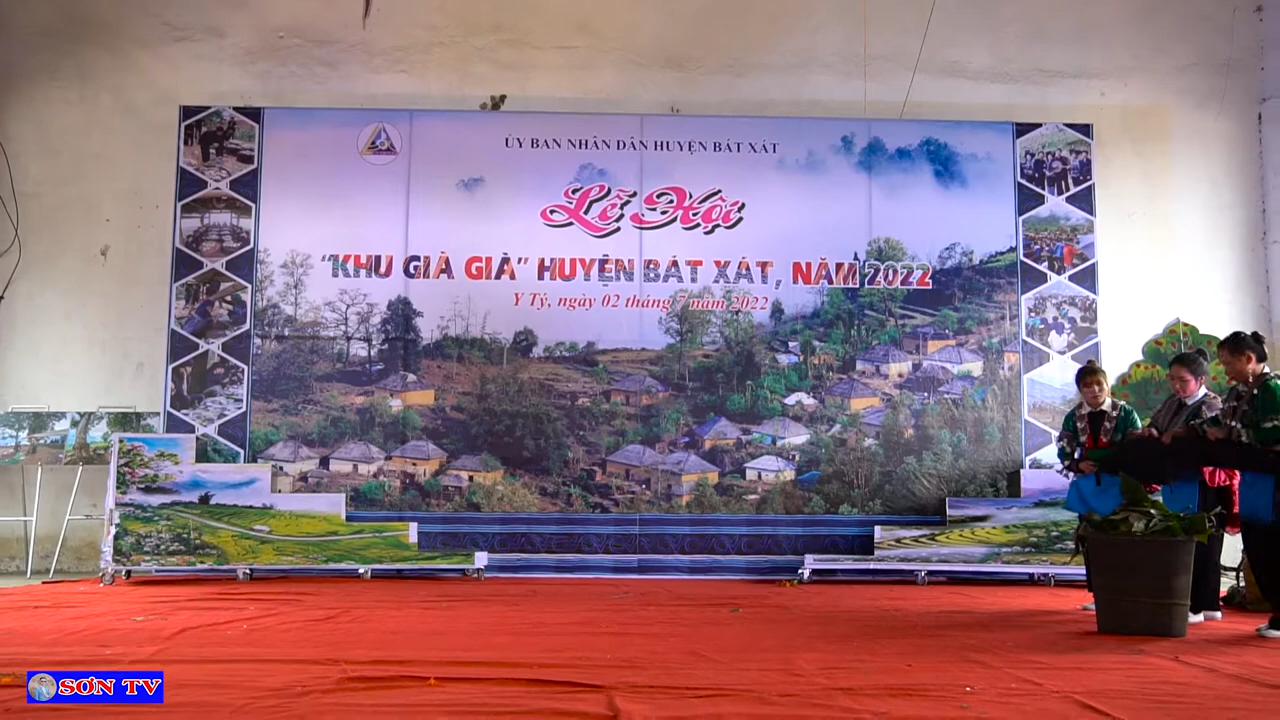 ỦY BAN NHÂN DÂN HUYỆN BÁT XÁT
Lễ Hội
"KHU GIÀ GIÀ" HUYỆN BÁT XÁT, NĂM 2022
Y Tý, ngày 02 tháng 7 năm 2022
SƠN TV